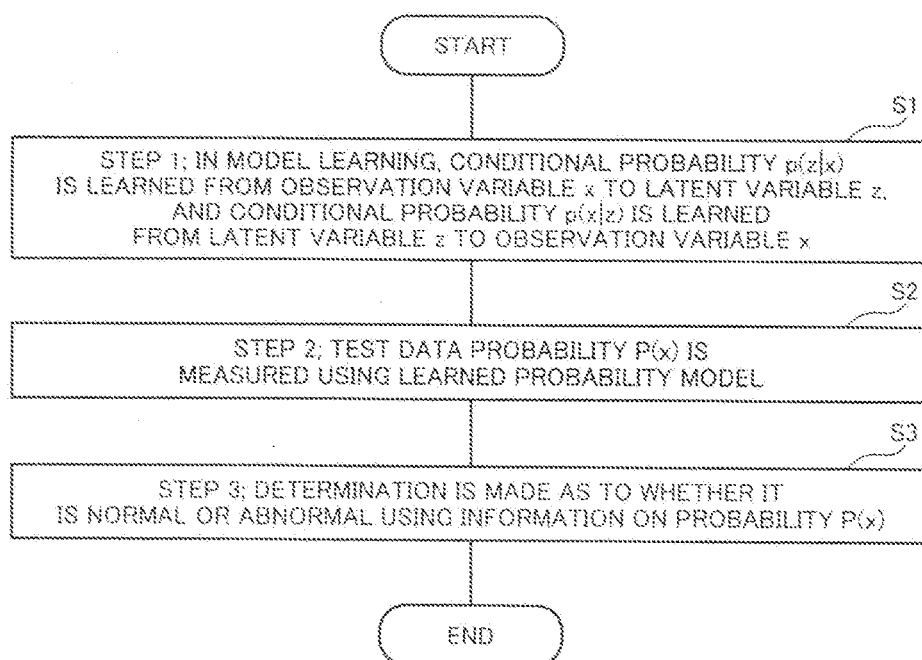 START
S1
STEP 1; IN MODEL LEARNING, CONDITIONAL PROBABILITY p(z|x)
IS LEARNED FROM OBSERVATION VARIABLE x TO LATENT VARIABLE z,
AND CONDITIONAL PROBABILITY p(x|z) IS LEARNED
FROM LATENT VARIABLE z TO OBSERVATION VARIABLE x
S2
STEP 2; TEST DATA PROBABILITY P(x) IS
MEASURED USING LEARNED PROBABILITY MODEL
S3
STEP 3; DETERMINATION IS MADE AS TO WHETHER IT
IS NORMAL OR ABNORMAL USING INFORMATION ON PROBABILITY P(x)
END